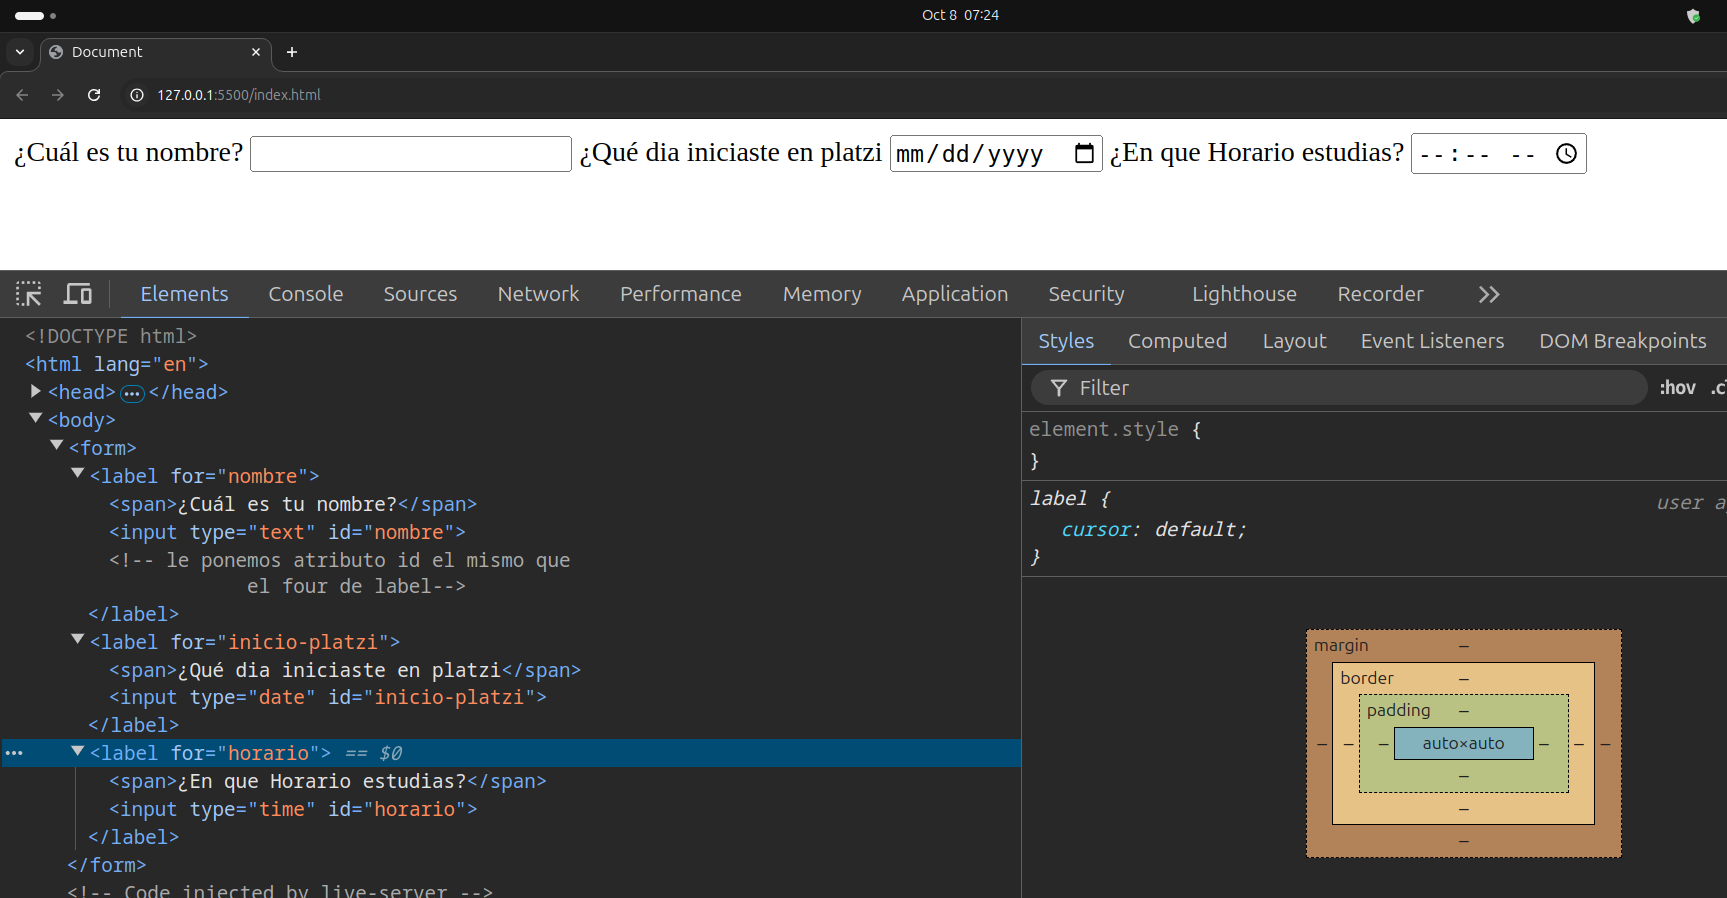 Oct 8 07:24
Document
127.0.0.1:5500/index.html
¿Cuál es tu nombre? ¿Qué dia iniciaste en platzi mm/dd/yyyy ¿En que Horario estudias? --:-- --
Elements Console Sources Network Performance Memory Application Security Lighthouse Recorder
<!DOCTYPE html>
<html lang="en">
<head>…</head>
<body>
<form>
<label for="nombre">
<span>¿Cuál es tu nombre?</span>
<input type="text" id="nombre">
<!-- le ponemos atributo id el mismo que
el four de label-->
</label>
<label for="inicio-platzi">
<span>¿Qué dia iniciaste en platzi</span>
<input type="date" id="inicio-platzi">
</label>
<label for="horario"> == $0
<span>¿En que Horario estudias?</span>
<input type="time" id="horario">
</label>
</form>
<!-- Code injected by live-server -->
Styles Computed Layout Event Listeners DOM Breakpoints
Filter :hov
element.style {
}
label { user
cursor: default;
}
margin –
border –
padding –
– – – auto×auto – – –
–
–
–